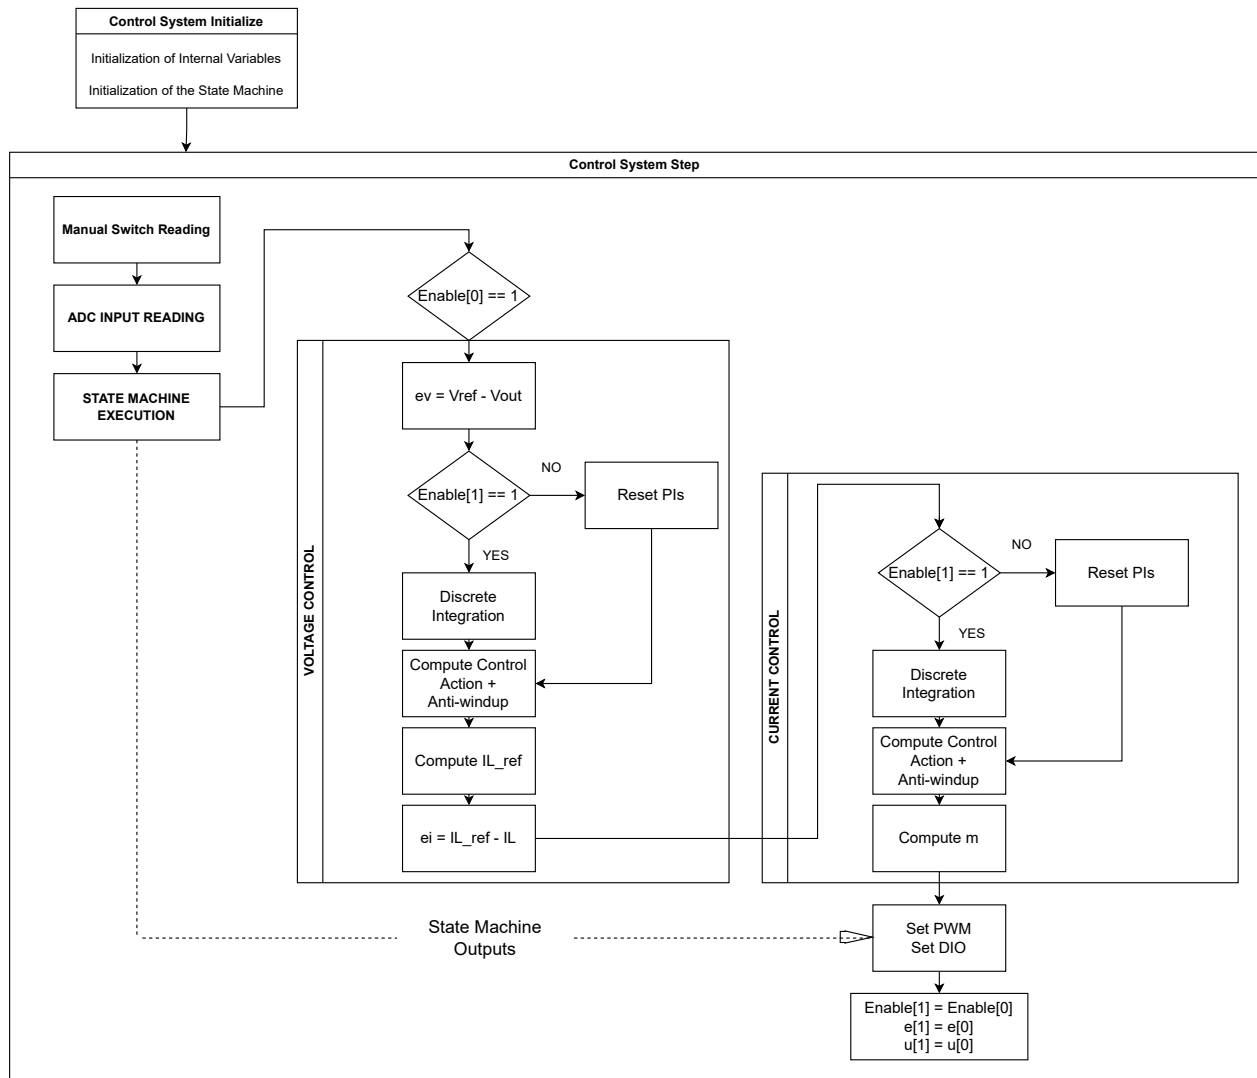 Control System Initialize
Initialization of Internal Variables
Initialization of the State Machine
Control System Step
Manual Switch Reading
ADC INPUT READING
STATE MACHINE
EXECUTION
Enable[0] == 1
VOLTAGE CONTROL
ev = Vref - Vout
Enable[1] == 1
NO
Reset PIs
YES
Discrete
Integration
Compute Control
Action +
Anti-windup
Compute IL_ref
ei = IL_ref - IL
CURRENT CONTROL
Enable[1] == 1
NO
Reset PIs
YES
Discrete
Integration
Compute Control
Action +
Anti-windup
Compute m
State Machine
Outputs
Set PWM
Set DIO
Enable[1] = Enable[0]
e[1] = e[0]
u[1] = u[0]